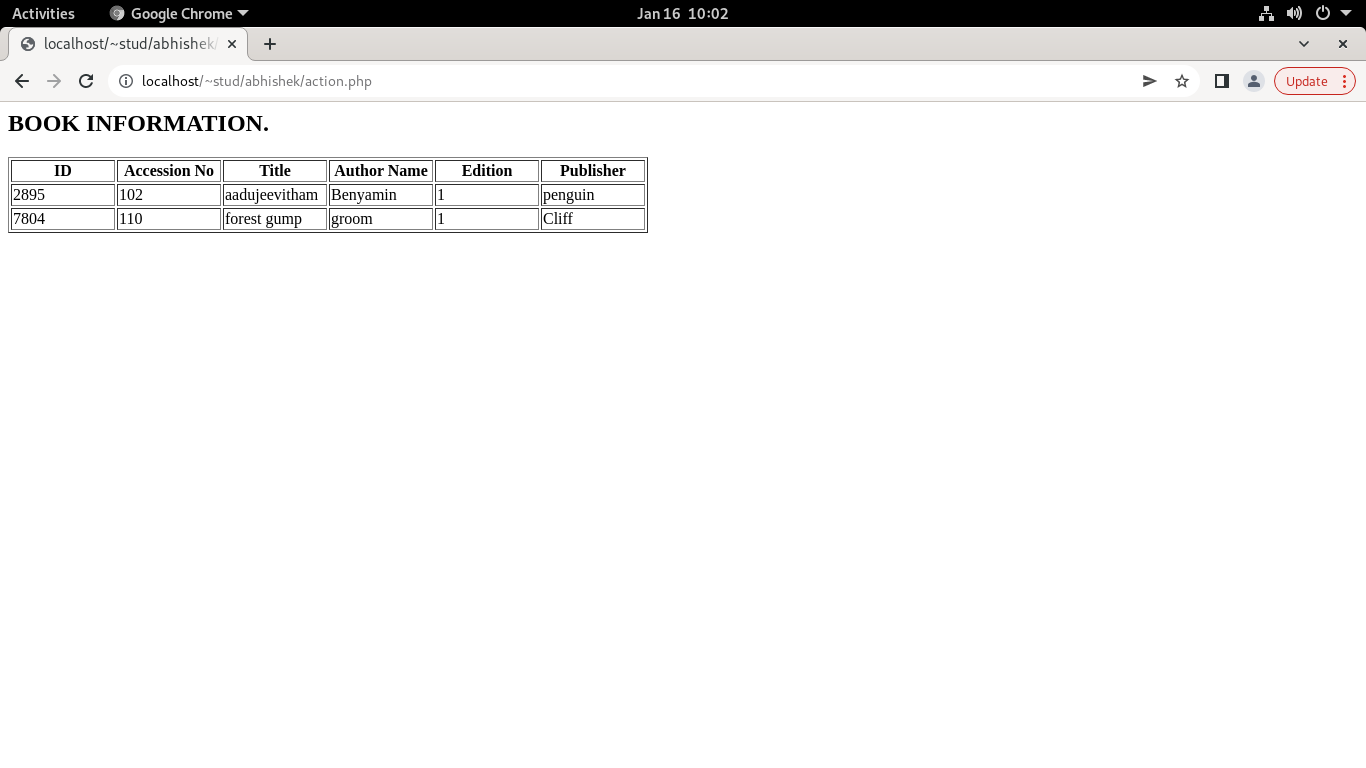 Activities Google Chrome Jan 16 10:02
localhost/~stud/abhishek/
localhost/~stud/abhishek/action.php Update
BOOK INFORMATION.
ID Accession No Title Author Name Edition Publisher
2895 102 aadujeevitham Benyamin 1 penguin
7804 110 forest gump groom 1 Cliff